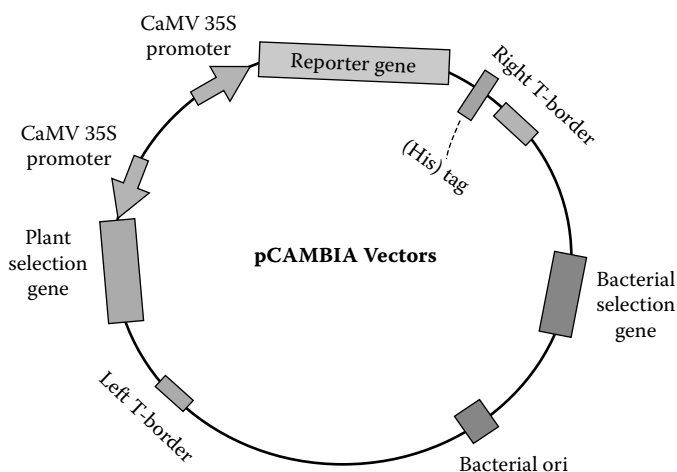 CaMV 35S
promoter
Reporter gene
Right T-border
(His) tag
CaMV 35S
promoter
Plant
selection
gene
pCAMBIA Vectors
Bacterial
selection
gene
Left T-border
Bacterial ori